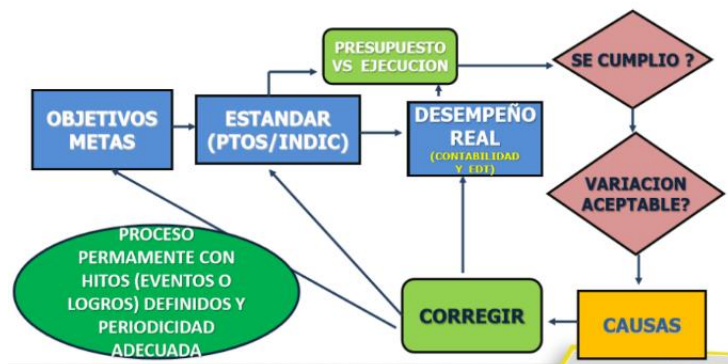 PRESUPUESTO
VS EJECUCION
SE CUMPLIO ?
OBJETIVOS
METAS
ESTANDAR
(PTOS/INDIC)
DESEMPEÑO
REAL
(CONTABILIDAD
Y EDT)
VARIACION
ACEPTABLE?
PROCESO
PERMAMENTE CON
HITOS (EVENTOS O
LOGROS) DEFINIDOS Y
PERIODICIDAD
ADECUADA
CORREGIR
CAUSAS